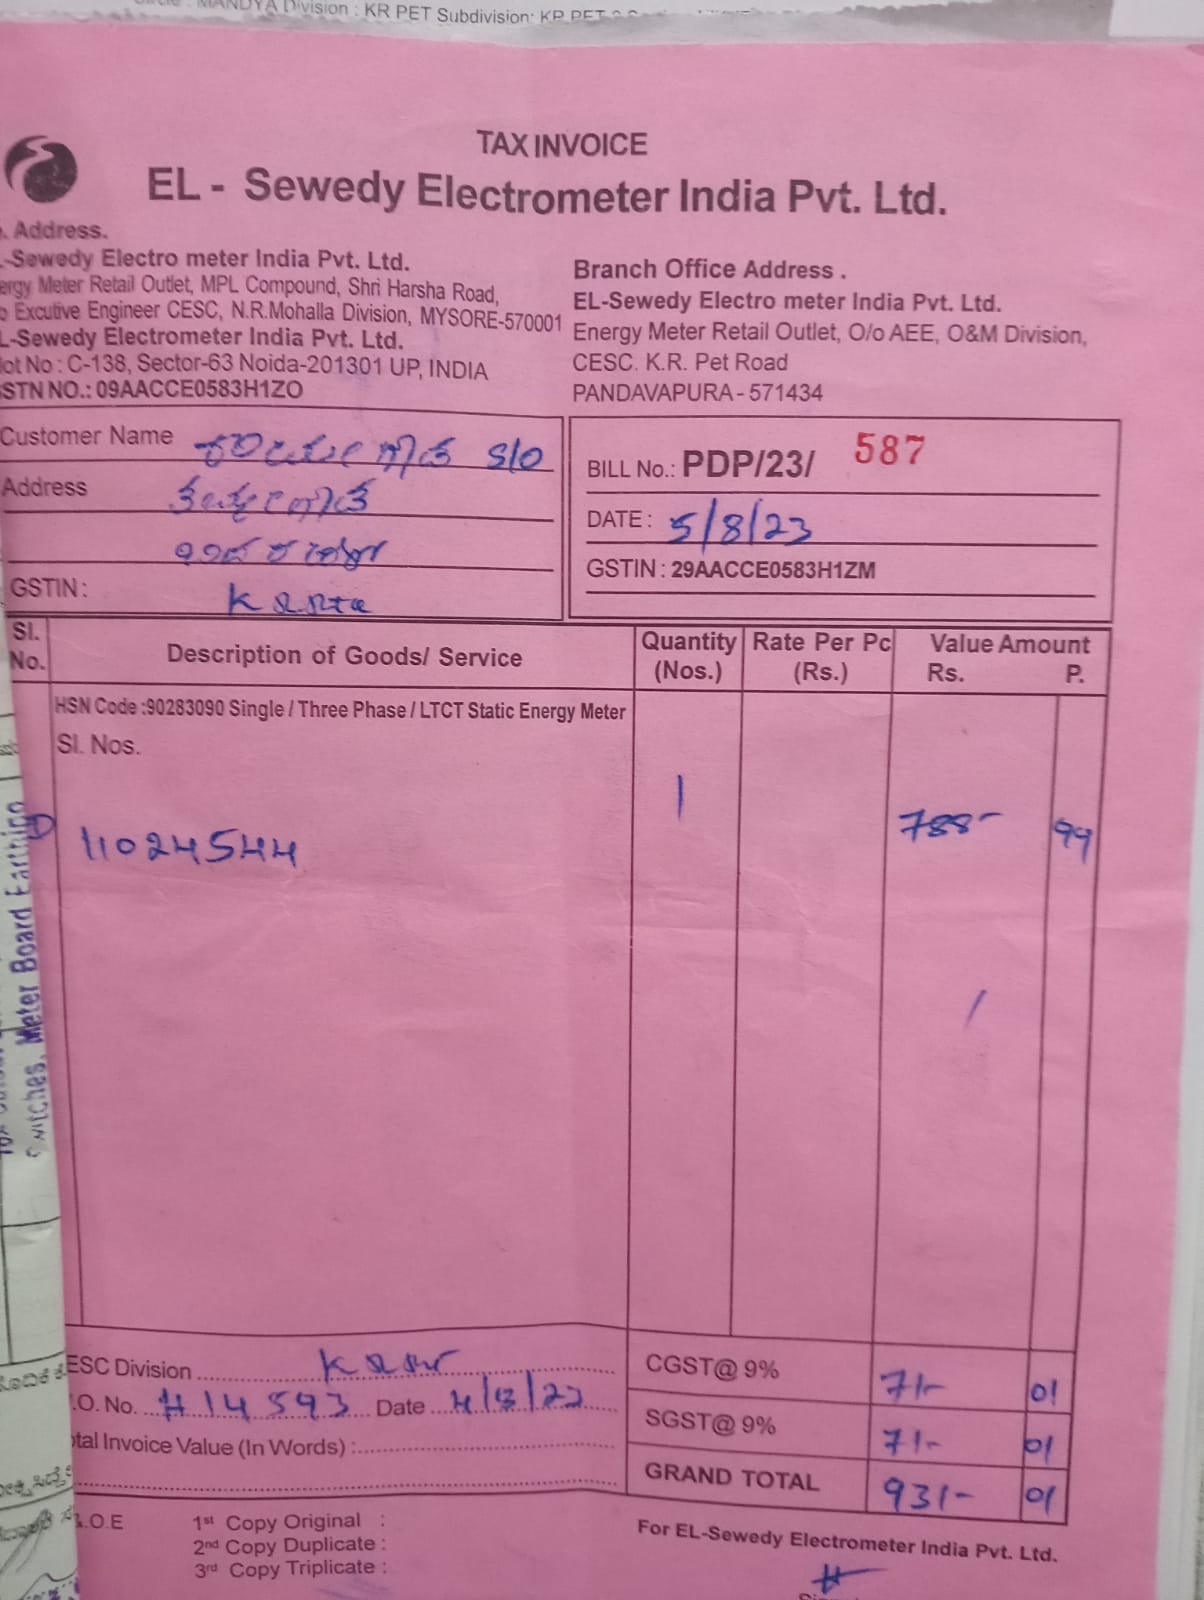 MANDYA Division : KR PET Subdivision: KR PET
TAX INVOICE
EL - Sewedy Electrometer India Pvt. Ltd.
. Address.
-Sewedy Electro meter India Pvt. Ltd.
ergy Meter Retail Outlet, MPL Compound, Shri Harsha Road,
o Excutive Engineer CESC, N.R.Mohalla Division, MYSORE-570001
L-Sewedy Electrometer India Pvt. Ltd.
lot No : C-138, Sector-63 Noida-201301 UP, INDIA
STN NO.: 09AACCE0583H1ZO
Branch Office Address .
EL-Sewedy Electro meter India Pvt. Ltd.
Energy Meter Retail Outlet, O/o AEE, O&M Division,
CESC. K.R. Pet Road
PANDAVAPURA - 571434
Customer Name S/O
Address
GSTIN :
BILL No.: PDP/23/ 587
DATE : 5/8/23
GSTIN : 29AACCE0583H1ZM
Sl. No. Description of Goods/ Service Quantity (Nos.) Rate Per Pc (Rs.) Value Amount Rs. P.
HSN Code :90283090 Single / Three Phase / LTCT Static Energy Meter
Sl. Nos.
1
788- 99
11024544
Switches, Meter Board Earthing
ESC Division
.O. No. # 14593 Date
tal Invoice Value (In Words) :
CGST@ 9% 71- 01
SGST@ 9% 71- 01
GRAND TOTAL 931- 01
.O.E
1st Copy Original :
2nd Copy Duplicate :
3rd Copy Triplicate :
For EL-Sewedy Electrometer India Pvt. Ltd.